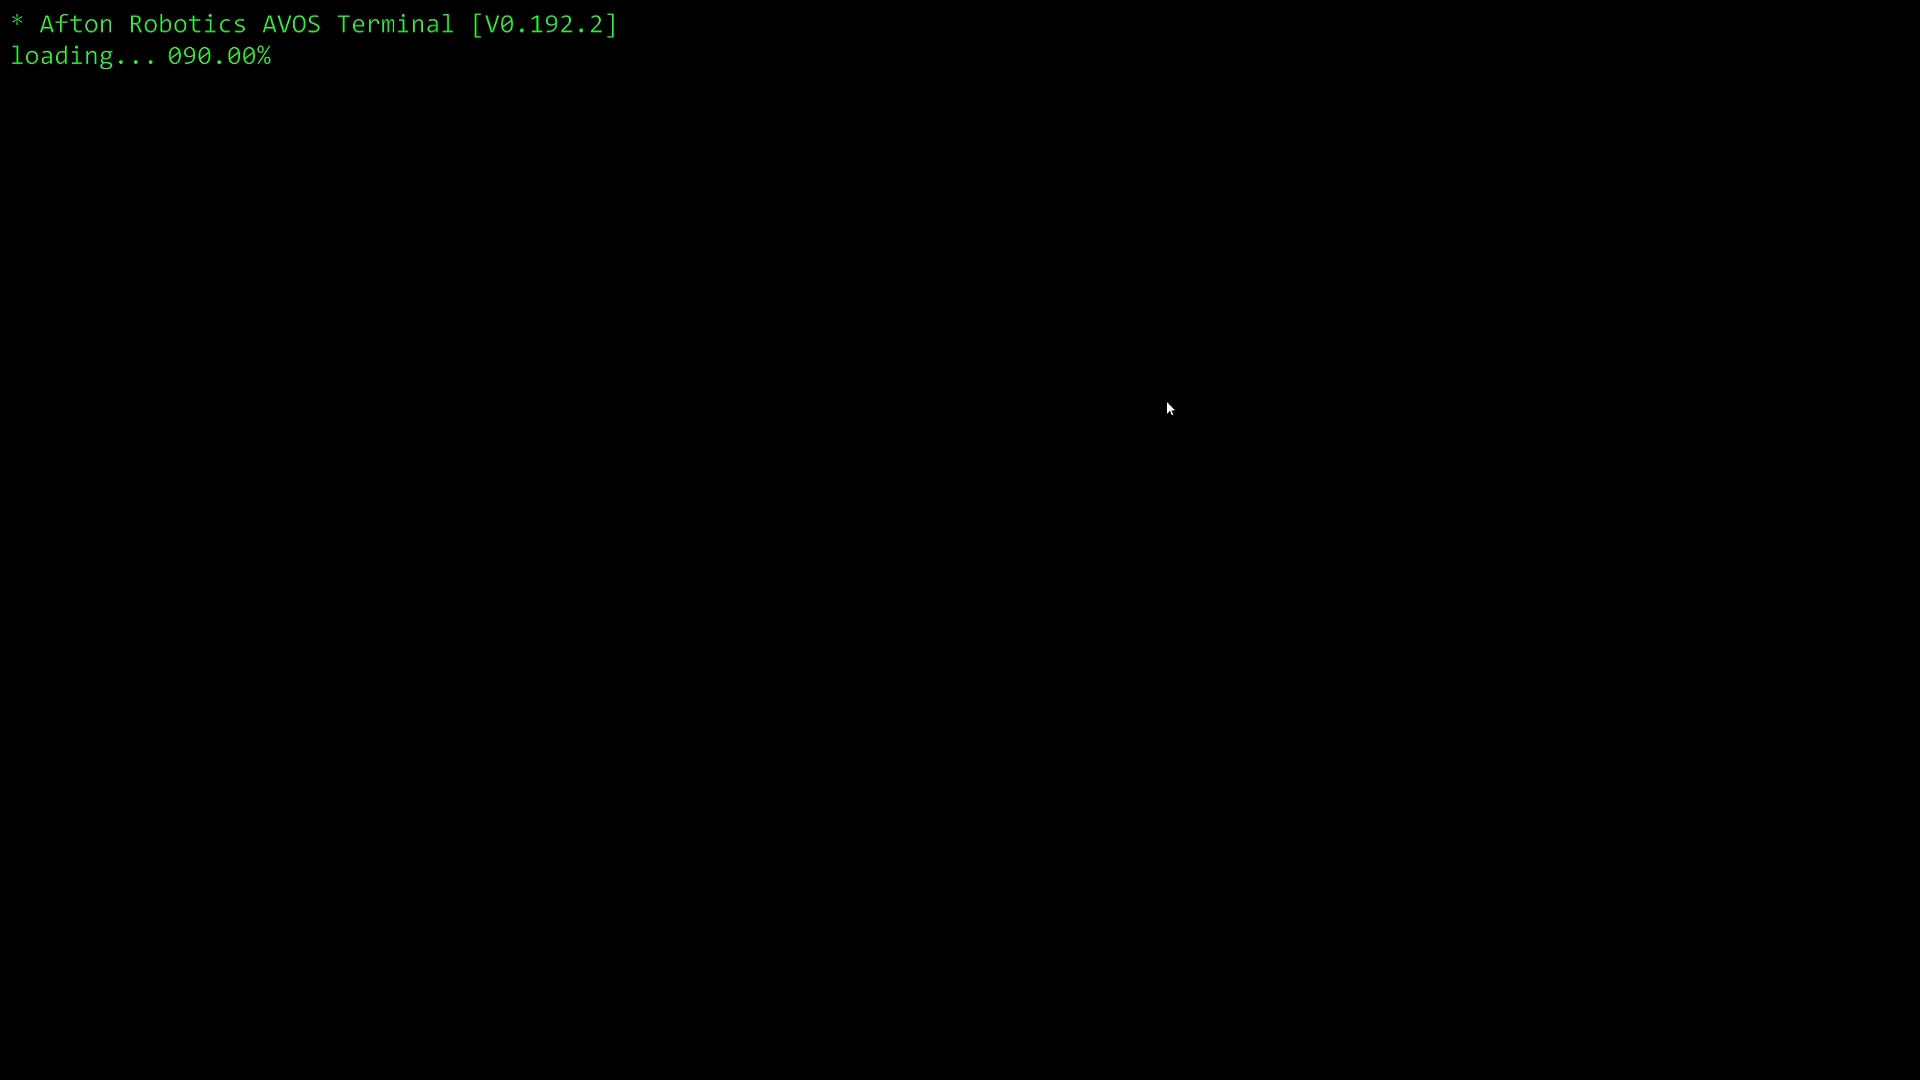 * Afton Robotics AVOS Terminal [V0.192.2]
loading... 090.00%